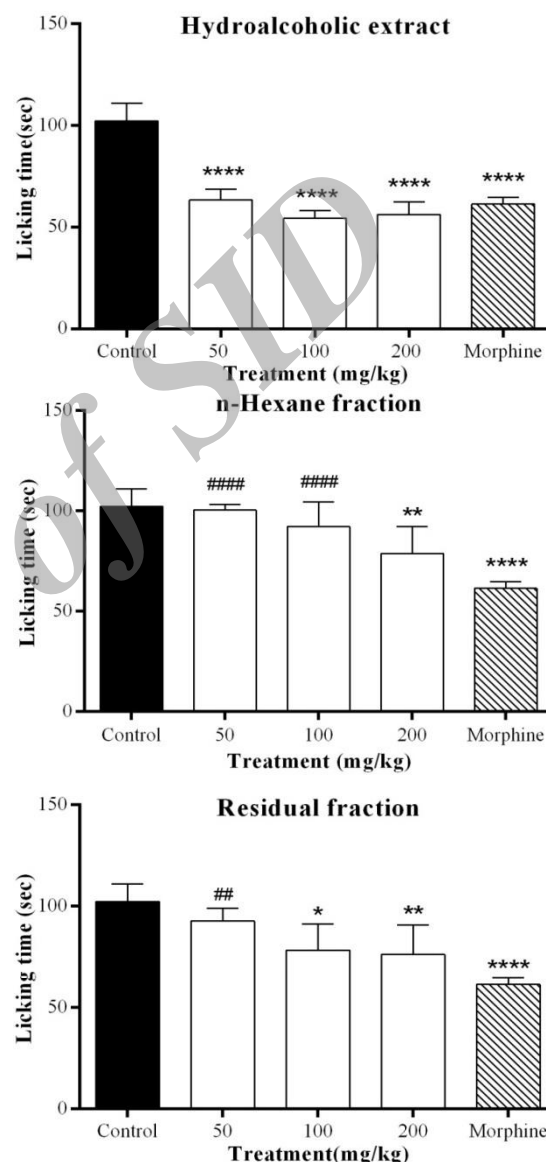 Hydroalcoholic extract
150
100
50
0
Licking time(sec)
****
****
****
****
Control 50 100 200 Morphine
Treatment (mg/kg)
n-Hexane fraction
150
100
50
0
Licking time (sec)
####
####
**
****
Control 50 100 200 Morphine
Treatment (mg/kg)
Residual fraction
150
100
50
0
Licking time (sec)
##
*
**
****
Control 50 100 200 Morphine
Treatment(mg/kg)
of SID